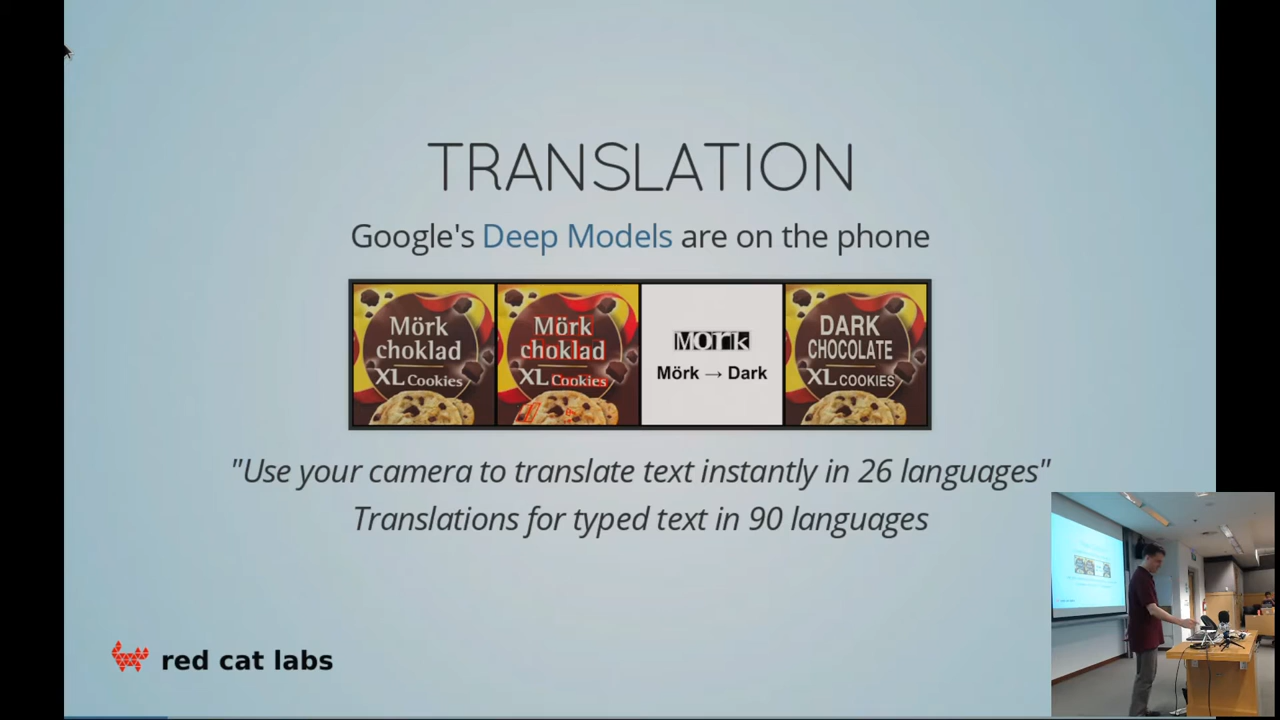 TRANSLATION
Google's Deep Models are on the phone
Mörk
choklad
XL Cookies
Mörk
choklad
XL Cookies
Mörk
Mörk → Dark
DARK
CHOCOLATE
XL COOKIES
"Use your camera to translate text instantly in 26 languages"
Translations for typed text in 90 languages
red cat labs